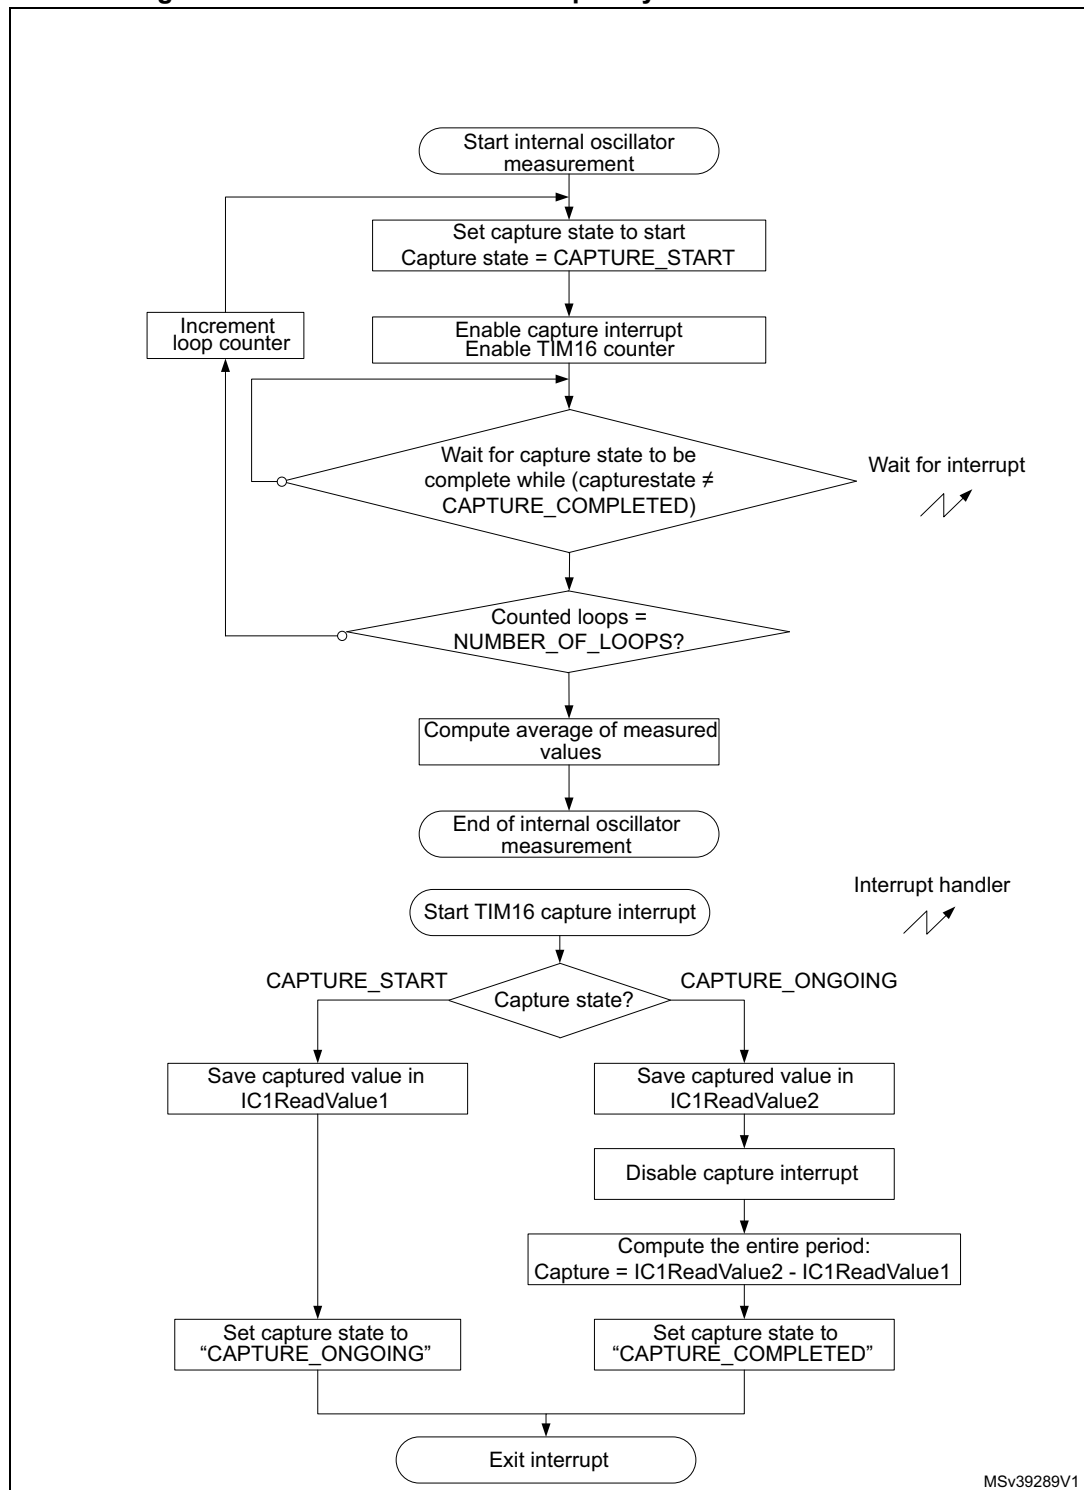 Start internal oscillator
measurement
Set capture state to start
Capture state = CAPTURE_START
Increment
loop counter
Enable capture interrupt
Enable TIM16 counter
Wait for capture state to be
complete while (capturestate ≠
CAPTURE_COMPLETED)
Wait for interrupt
Counted loops =
NUMBER_OF_LOOPS?
Compute average of measured
values
End of internal oscillator
measurement
Interrupt handler
Start TIM16 capture interrupt
CAPTURE_START
Capture state?
CAPTURE_ONGOING
Save captured value in
IC1ReadValue1
Save captured value in
IC1ReadValue2
Disable capture interrupt
Compute the entire period:
Capture = IC1ReadValue2 - IC1ReadValue1
Set capture state to
“CAPTURE_ONGOING”
Set capture state to
“CAPTURE_COMPLETED”
Exit interrupt
MSv39289V1